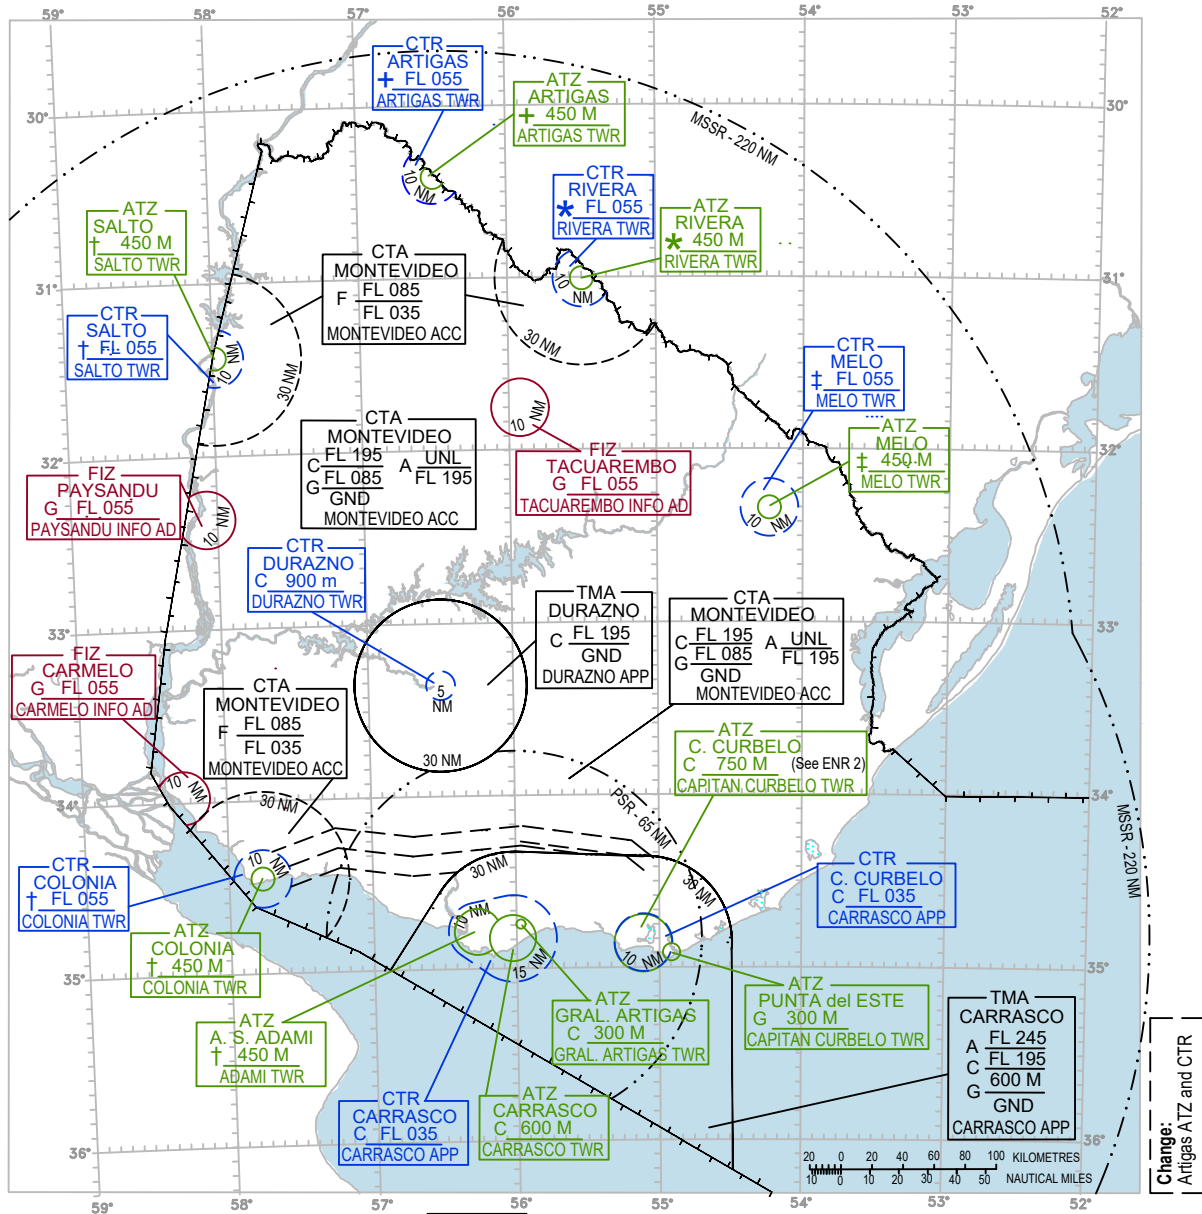 58° 57° 56° 55° 54° 53° 52°
CTR
ARTIGAS
+ FL 055
ARTIGAS TWR
ATZ
ARTIGAS
+ 450 M
ARTIGAS TWR
MSSR - 220 NM
30° 30°
10 NM
CTR
RIVERA
* FL 055
RIVERA TWR
ATZ
RIVERA
* 450 M
RIVERA TWR
ATZ
SALTO
† 450 M
SALTO TWR
CTA
MONTEVIDEO
F FL 085
FL 035
MONTEVIDEO ACC
10 NM
31° 31°
30 NM
CTR
SALTO
† FL 055
SALTO TWR
10 NM
30 NM
CTR
MELO
‡ FL 055
MELO TWR
10 NM
CTA
MONTEVIDEO
C FL 195 A UNL
G FL 085 FL 195
GND
MONTEVIDEO ACC
ATZ
MELO
‡ 450 M
MELO TWR
FIZ
TACUAREMBO
G FL 055
TACUAREMBO INFO AD
32° 32°
FIZ
PAYSANDU
G FL 055
PAYSANDU INFO AD
10 NM
10 NM
CTR
DURAZNO
C 900 m
DURAZNO TWR
TMA
DURAZNO
C FL 195
GND
DURAZNO APP
CTA
MONTEVIDEO
C FL 195 A UNL
G FL 085 FL 195
GND
MONTEVIDEO ACC
33° 33°
FIZ
CARMELO
G FL 055
CARMELO INFO AD
5
NM
CTA
MONTEVIDEO
F FL 085
FL 035
MONTEVIDEO ACC
ATZ
C. CURBELO
C 750 M (See ENR 2)
CAPITAN CURBELO TWR
30 NM
10 NM
34° 34°
30 NM
PSR - 65 NM
MSSR - 220 NM
10 NM
30 NM
30 NM
CTR
COLONIA
† FL 055
COLONIA TWR
CTR
C. CURBELO
C FL 035
CARRASCO APP
10 NM
ATZ
COLONIA
† 450 M
COLONIA TWR
15 NM
10 NM
35° 35°
ATZ
PUNTA del ESTE
G 300 M
CAPITAN CURBELO TWR
ATZ
GRAL. ARTIGAS
C 300 M
GRAL. ARTIGAS TWR
TMA
CARRASCO
A FL 245
C FL 195
G 600 M
GND
CARRASCO APP
ATZ
A. S. ADAMI
† 450 M
ADAMI TWR
CTR
CARRASCO
C FL 035
CARRASCO APP
ATZ
CARRASCO
C 600 M
CARRASCO TWR
36° 36°
20 0 20 40 60 80 100 KILOMETRES
10 0 10 20 30 40 50 NAUTICAL MILES
59° 58° 57° 56° 55° 54° 53° 52°
Change:
Artigas ATZ and CTR